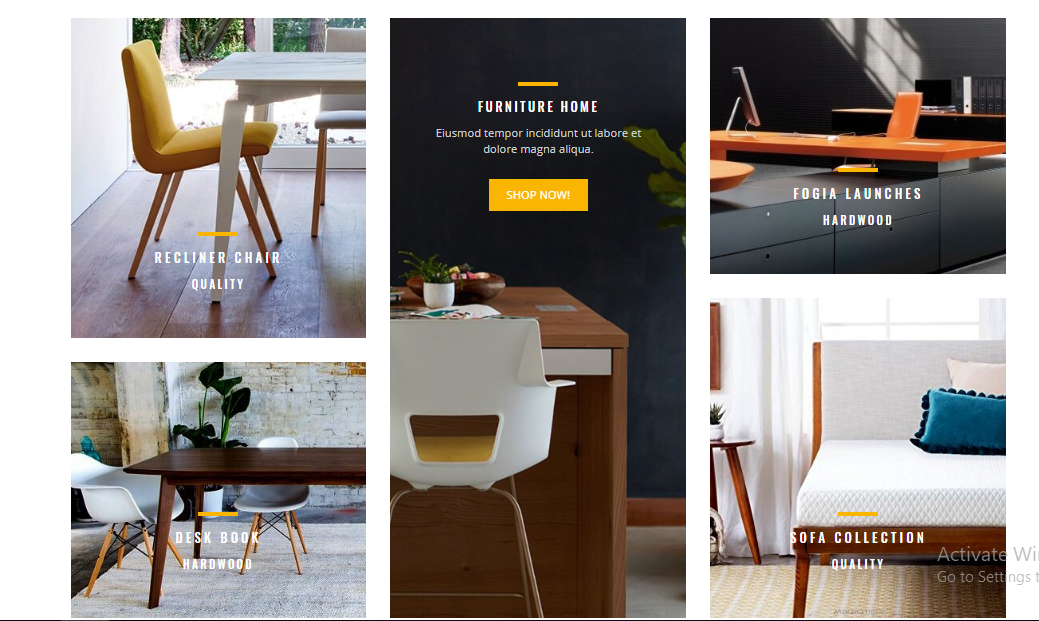 RECLINER CHAIR
QUALITY
DESK BOOK
HARDWOOD
FURNITURE HOME
Eiusmod tempor incididunt ut labore et
dolore magna aliqua.
SHOP NOW!
FOGIA LAUNCHES
HARDWOOD
SOFA COLLECTION
QUALITY
Activate Wi
Go to Settings t